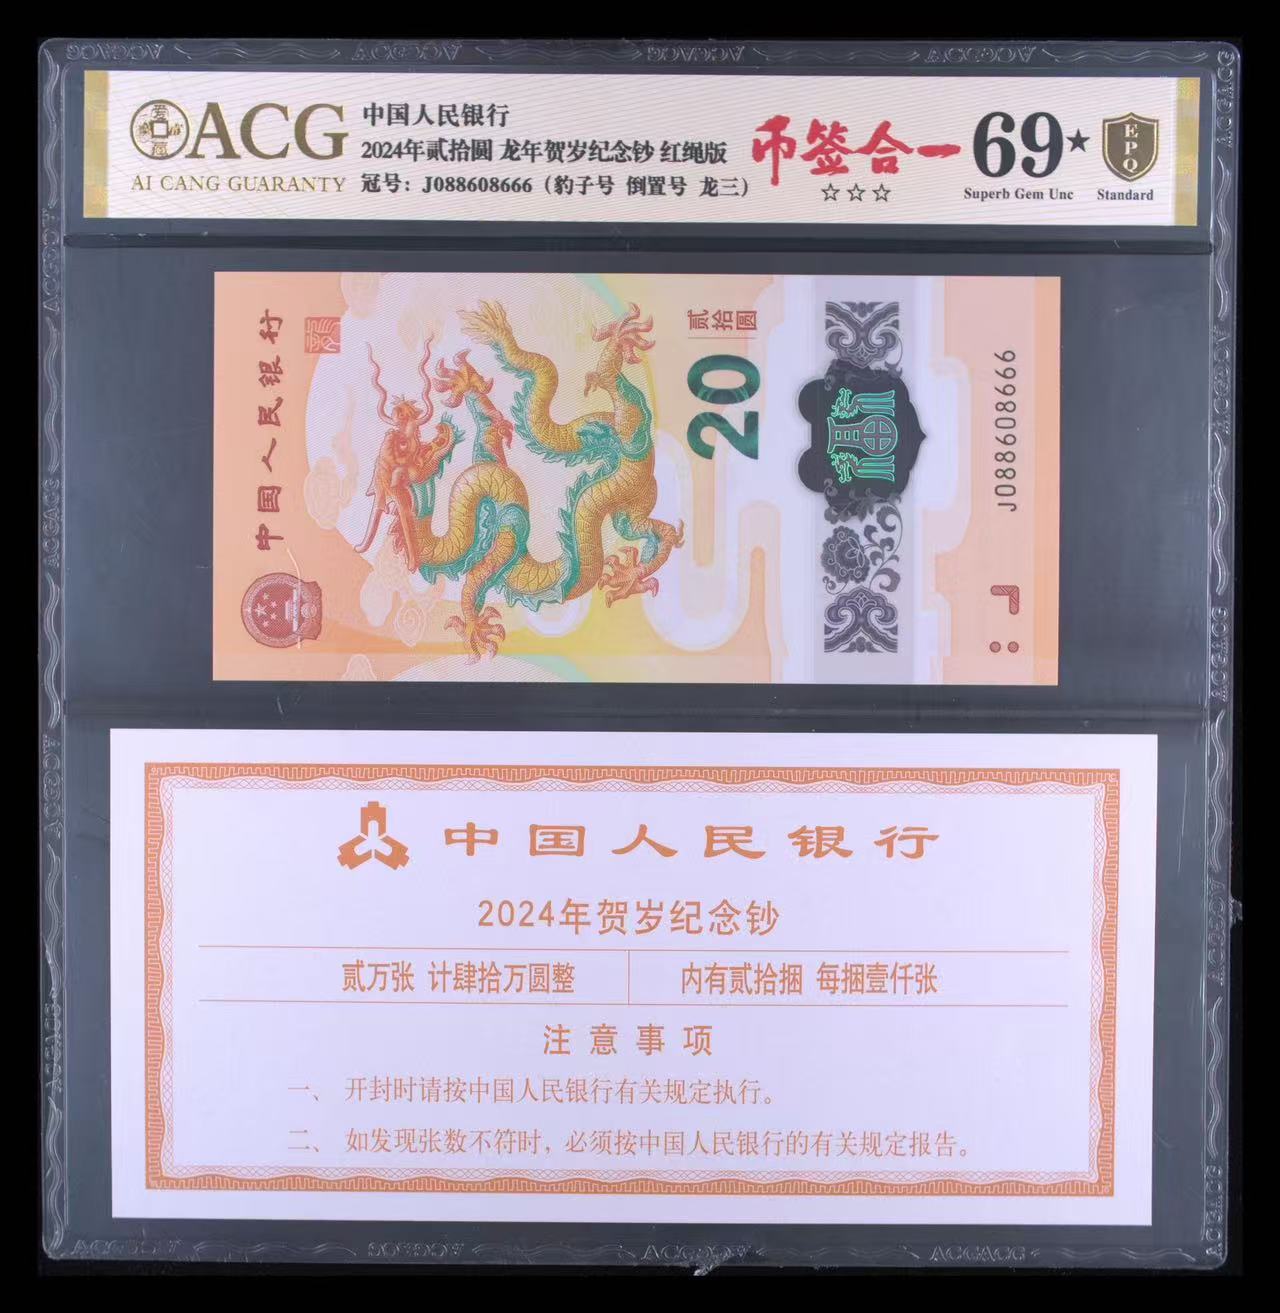 ACG
AI CANG GUARANTY
中国人民银行
2024年贰拾圆 龙年贺岁纪念钞 红绳版
冠号：J088608666（豹子号 倒置号 龙三）
币签合一
☆☆☆
69★
Superb Gem Unc
EPQ
Standard
中国人民银行
贰拾圆
20
J088608666
中国人民银行
2024年贺岁纪念钞
贰万张 计肆拾万圆整
内有贰拾捆 每捆壹仟张
注意事项
一、 开封时请按中国人民银行有关规定执行。
二、 如发现张数不符时，必须按中国人民银行的有关规定报告。